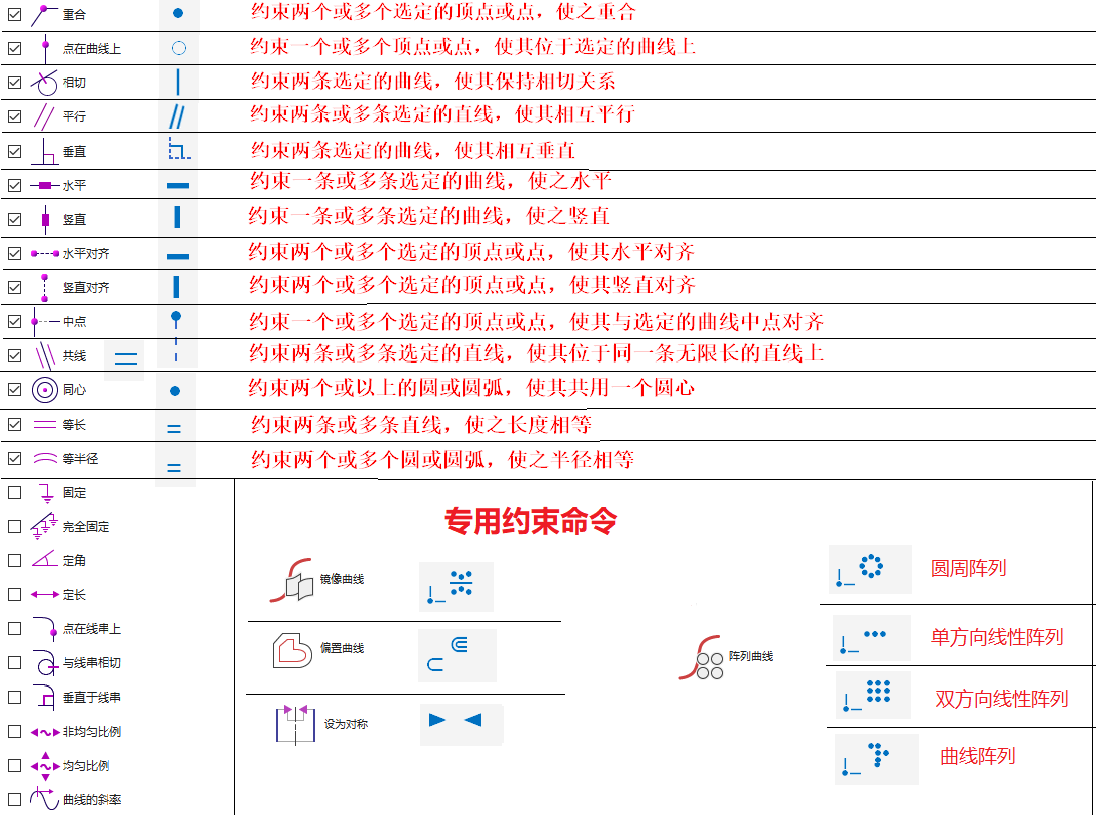 重合 约束两个或多个选定的顶点或点，使之重合
点在曲线上 约束一个或多个顶点或点，使其位于选定的曲线上
相切 约束两条选定的曲线，使其保持相切关系
平行 约束两条或多条选定的直线，使其相互平行
垂直 约束两条选定的曲线，使其相互垂直
水平 约束一条或多条选定的曲线，使之水平
竖直 约束一条或多条选定的曲线，使之竖直
水平对齐 约束两个或多个选定的顶点或点，使其水平对齐
竖直对齐 约束两个或多个选定的顶点或点，使其竖直对齐
中点 约束一个或多个选定的顶点或点，使其与选定的曲线中点对齐
共线 约束两条或多条选定的直线，使其位于同一条无限长的直线上
同心 约束两个或以上的圆或圆弧，使其共用一个圆心
等长 约束两条或多条直线，使之长度相等
等半径 约束两个或多个圆或圆弧，使之半径相等
固定
完全固定
定角
定长
点在线串上
与线串相切
垂直于线串
非均匀比例
均匀比例
曲线的斜率
专用约束命令
镜像曲线
偏置曲线
设为对称
阵列曲线
圆周阵列
单方向线性阵列
双方向线性阵列
曲线阵列